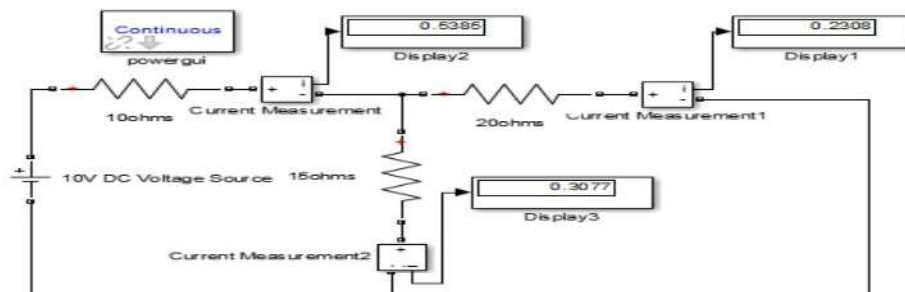 Continuous
powergui
0.5385
Display2
0.2308
Display1
10ohms
Current Measurement
20ohms
Current Measurement1
10V DC Voltage Source
15ohms
0.3077
Display3
Current Measurement2